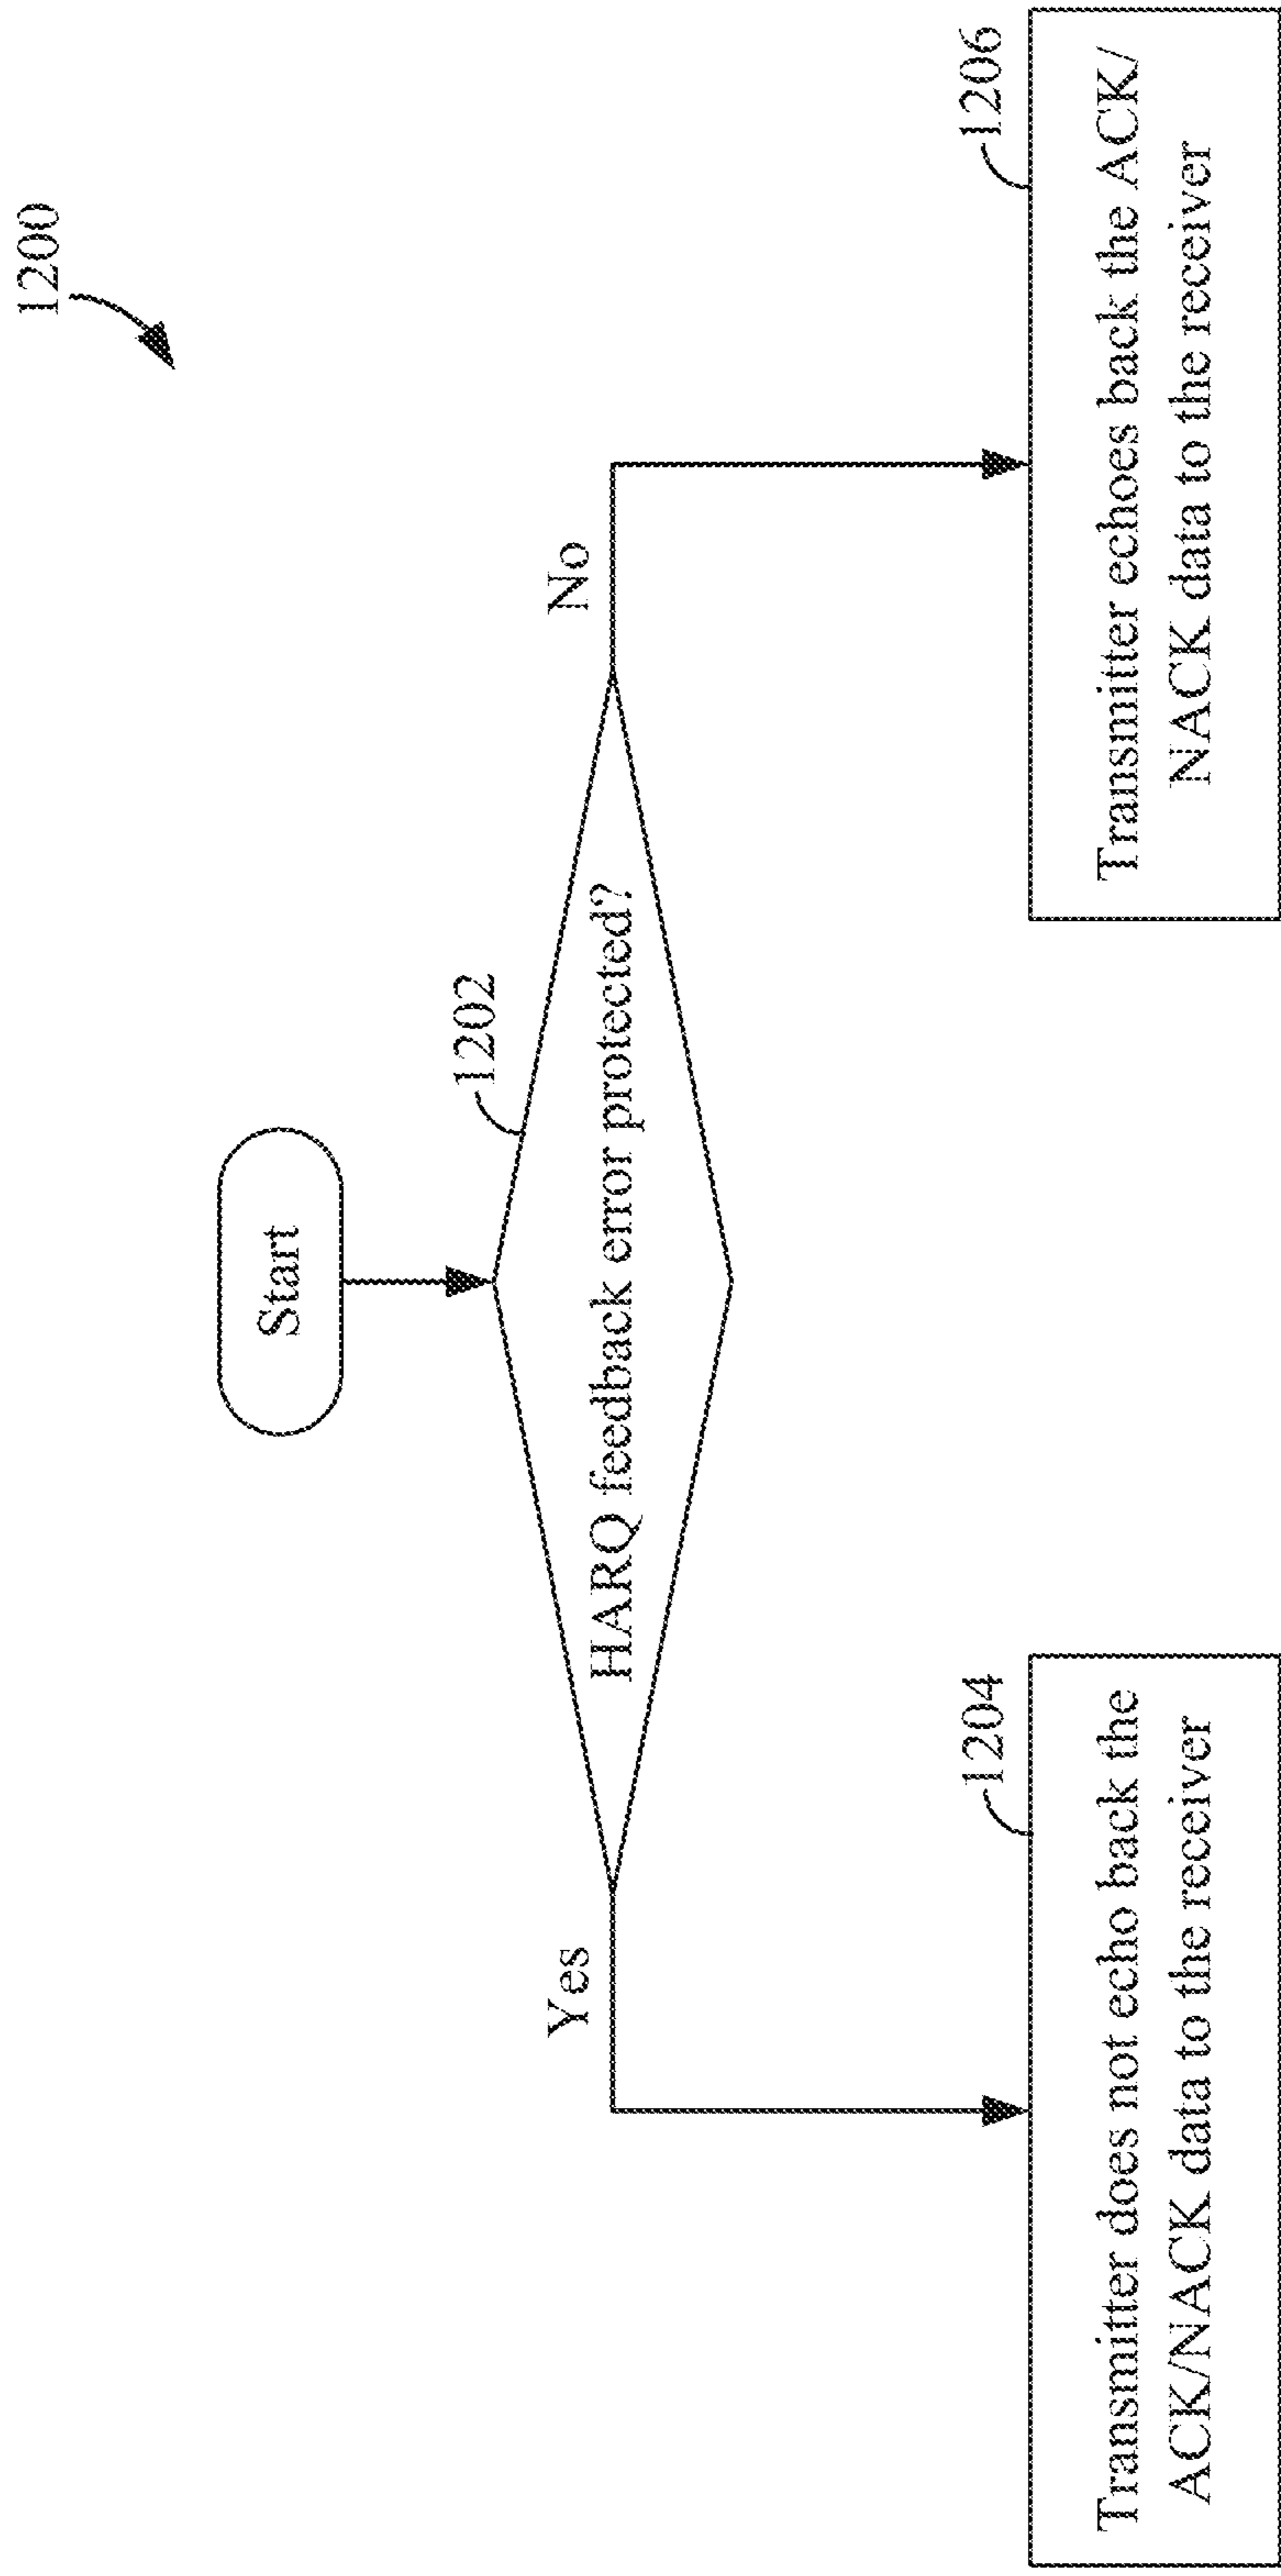 1200
Start
1202
HARQ feedback error protected?
Yes
No
1204
Transmitter does not echo back the
ACK/NACK data to the receiver
1206
Transmitter echoes back the ACK/
NACK data to the receiver